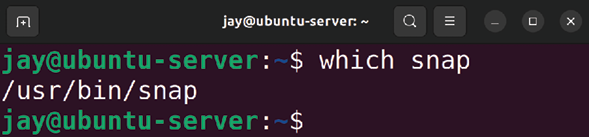 jay@ubuntu-server: ~
jay@ubuntu-server:~$ which snap
/usr/bin/snap
jay@ubuntu-server:~$